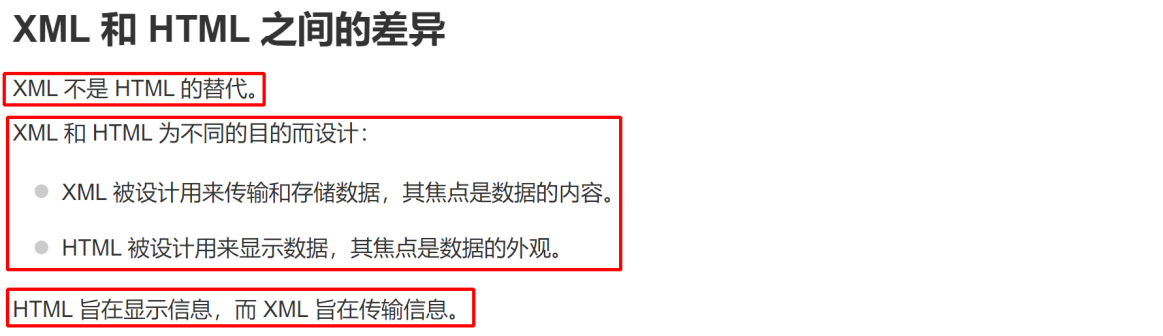 XML 和 HTML 之间的差异
XML 不是 HTML 的替代。
XML 和 HTML 为不同的目的而设计：
XML 被设计用来传输和存储数据，其焦点是数据的内容。
HTML 被设计用来显示数据，其焦点是数据的外观。
HTML 旨在显示信息，而 XML 旨在传输信息。